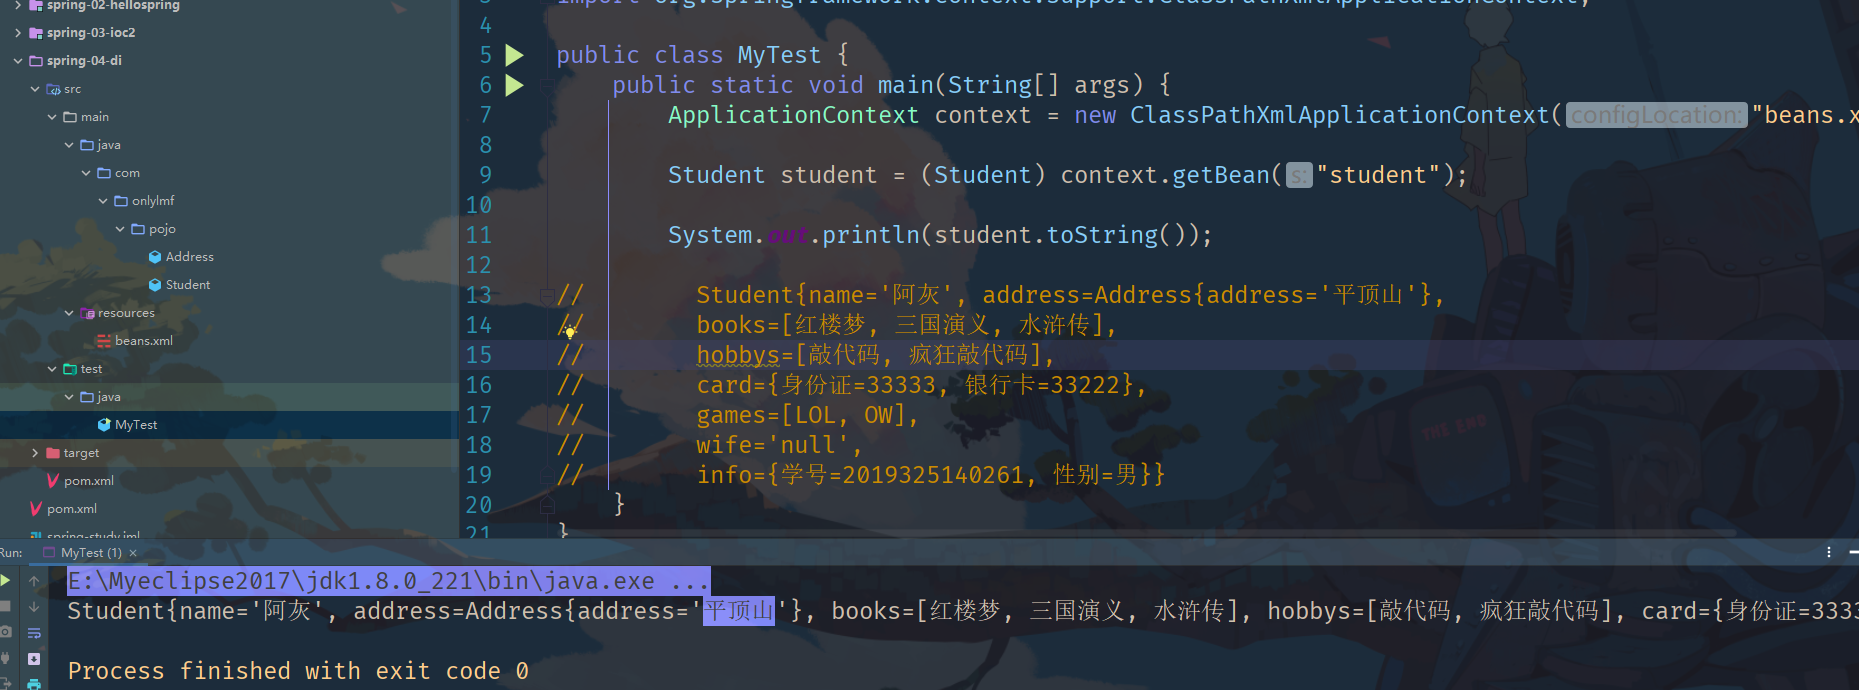 spring-02-hellospring
spring-03-ioc2
spring-04-di
src
main
java
com
onlylmf
pojo
Address
Student
resources
beans.xml
test
java
MyTest
target
pom.xml
pom.xml
spring-study.iml
3 import org.springframework.context.support.ClassPathXmlApplicationContext;
4
5 public class MyTest {
6 public static void main(String[] args) {
7 ApplicationContext context = new ClassPathXmlApplicationContext( configLocation: "beans.x
8
9 Student student = (Student) context.getBean( s: "student");
10
11 System.out.println(student.toString());
12
13 // Student{name='阿灰', address=Address{address='平顶山'},
14 // books=[红楼梦, 三国演义, 水浒传],
15 // hobbys=[敲代码, 疯狂敲代码],
16 // card={身份证=33333, 银行卡=33222},
17 // games=[LOL, OW],
18 // wife='null',
19 // info={学号=2019325140261, 性别=男}}
20 }
21 }
THE END
Run: MyTest (1) ×
E:\Myeclipse2017\jdk1.8.0_221\bin\java.exe ...
Student{name='阿灰', address=Address{address='平顶山'}, books=[红楼梦, 三国演义, 水浒传], hobbys=[敲代码, 疯狂敲代码], card={身份证=3333
Process finished with exit code 0